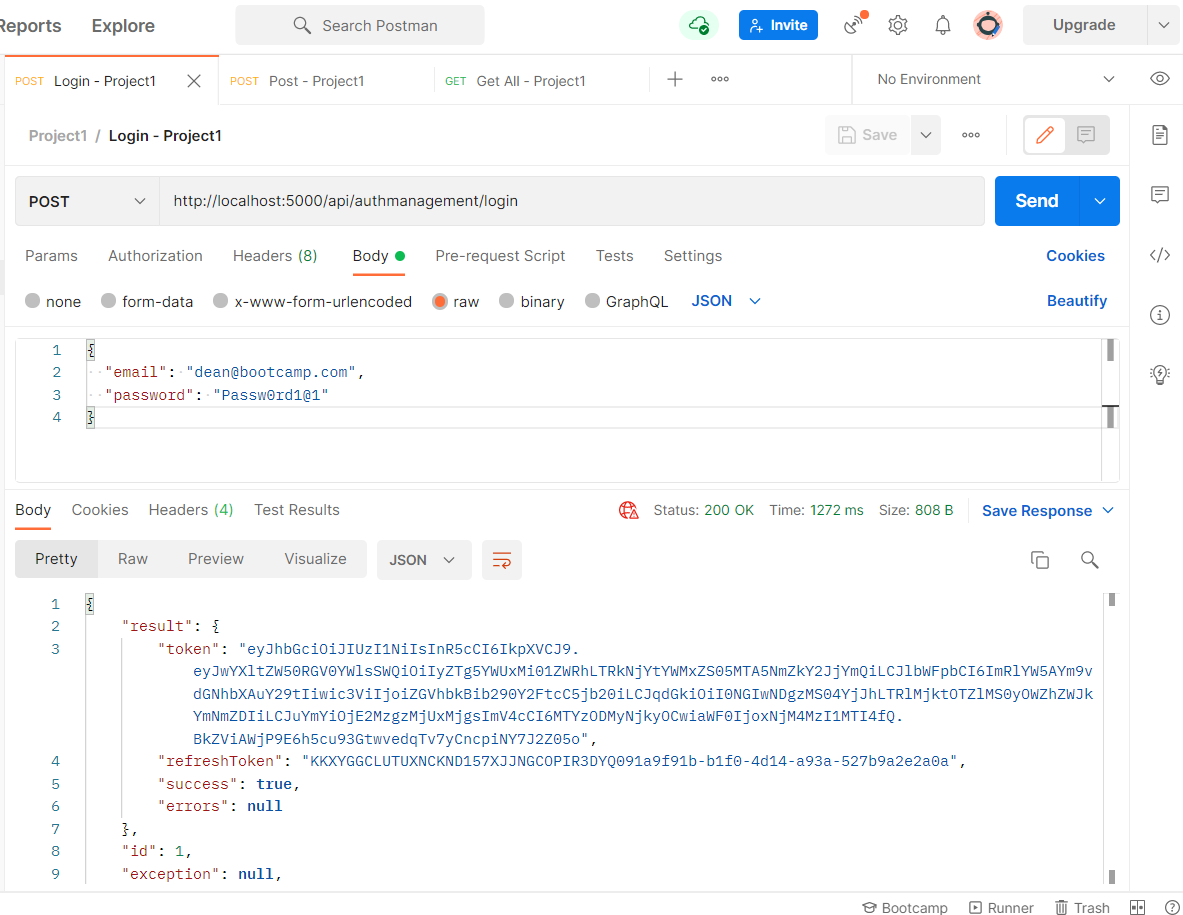 Reports Explore Search Postman Invite Upgrade
POST Login - Project1 POST Post - Project1 GET Get All - Project1 No Environment
Project1 / Login - Project1 Save
POST http://localhost:5000/api/authmanagement/login Send
Params Authorization Headers (8) Body Pre-request Script Tests Settings Cookies
none form-data x-www-form-urlencoded raw binary GraphQL JSON Beautify
1 {
2 "email": "dean@bootcamp.com",
3 "password": "Passw0rd1@1"
4 }
Body Cookies Headers (4) Test Results Status: 200 OK Time: 1272 ms Size: 808 B Save Response
Pretty Raw Preview Visualize JSON
1 {
2 "result": {
3 "token": "eyJhbGciOiJIUzI1NiIsInR5cCI6IkpXVCJ9.
eyJwYXltZW50RGV0YWlsSWQiOiIyZTg5YWUxMi01ZWRhLTRkNjYtYWMxZS05MTA5NmZkY2JjYmQiLCJlbWFpbCI6ImRlYW5AYm9v
dGNhbXAuY29tIiwic3ViIjoiZGVhbkBib290Y2FtcC5jb20iLCJqdGkiOiI0NGIwNDgzMS04YjJhLTRlMjktOTZlMS0yOWZhZWJk
YmNmZDIiLCJuYmYiOjE2MzgzMjUxMjgsImV4cCI6MTYzODMyNjkyOCwiaWF0IjoxNjM4MzI1MTI4fQ.
BkZViAWjP9E6h5cu93GtwvedqTv7yCncpiNY7J2Z05o",
4 "refreshToken": "KKXYGGCLUTUXNCKND157XJJNGCOPIR3DYQ091a9f91b-b1f0-4d14-a93a-527b9a2e2a0a",
5 "success": true,
6 "errors": null
7 },
8 "id": 1,
9 "exception": null,
Bootcamp Runner Trash